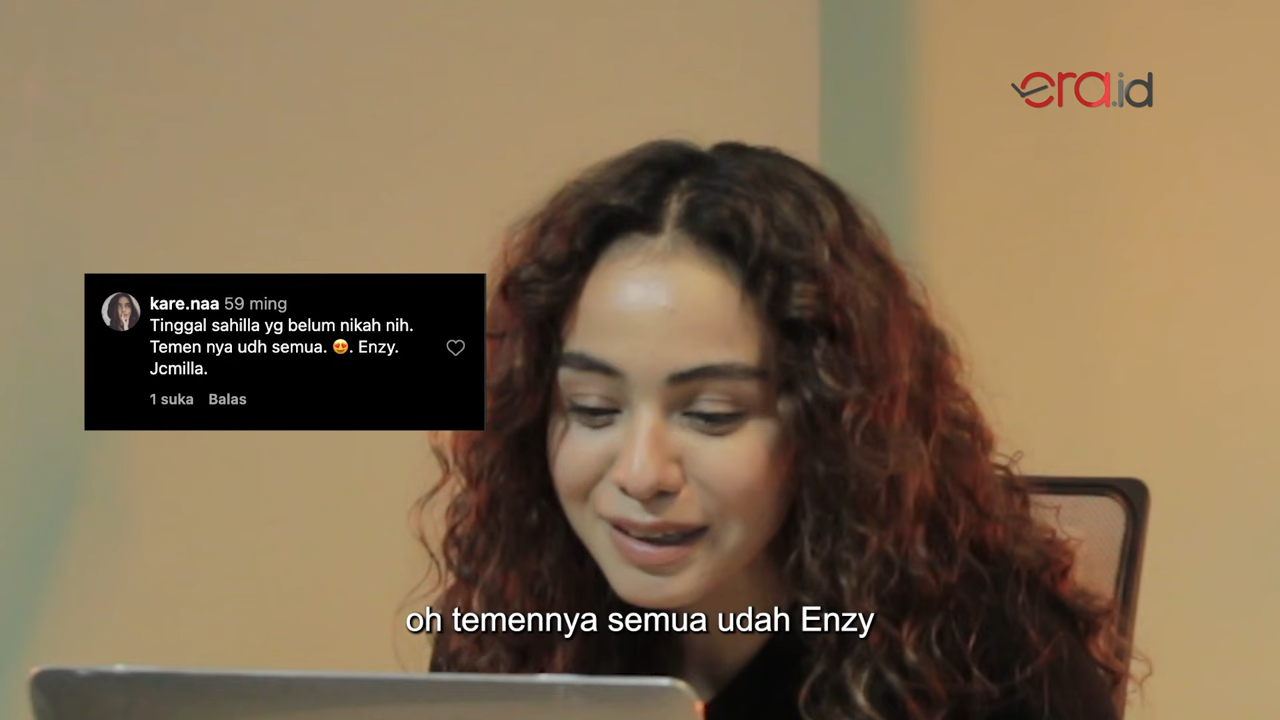 era.id
kare.naa 59 ming
Tinggal sahilla yg belum nikah nih.
Temen nya udh semua. 😍. Enzy.
Jcmilla.
1 suka Balas
oh temennya semua udah Enzy